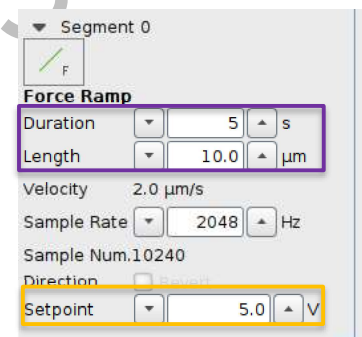 Segment 0
F
Force Ramp
Duration 5 s
Length 10.0 μm
Velocity 2.0 μm/s
Sample Rate 2048 Hz
Sample Num.10240
Direction Revert
Setpoint 5.0 V